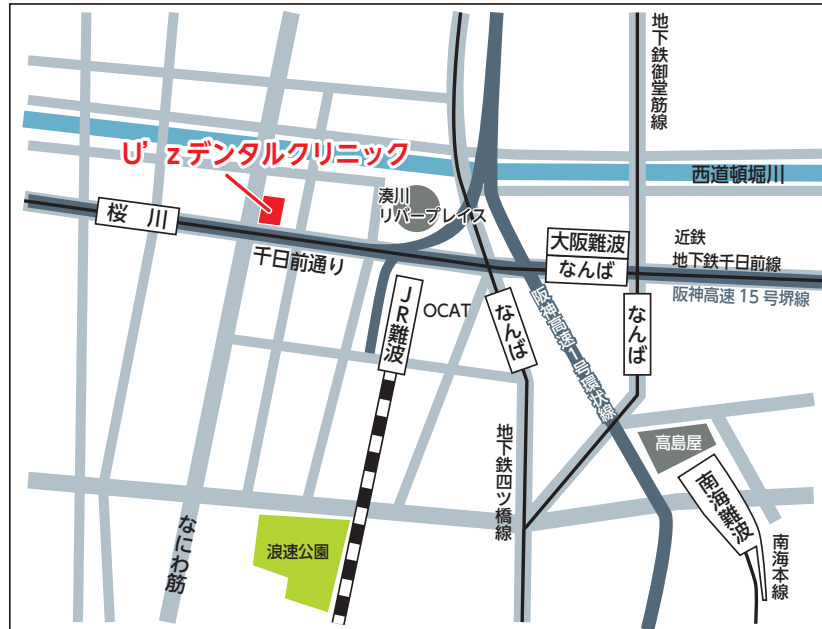 地下鉄御堂筋線
U'zデンタルクリニック
西道頓堀川
湊川
リバープレイス
桜川
千日前通り
大阪難波
なんば
近鉄
地下鉄千日前線
阪神高速15号堺線
JR難波
OCAT
なんば
阪神高速1号環状線
なんば
高島屋
地下鉄四ツ橋線
南海難波
なにわ筋
浪速公園
南海本線